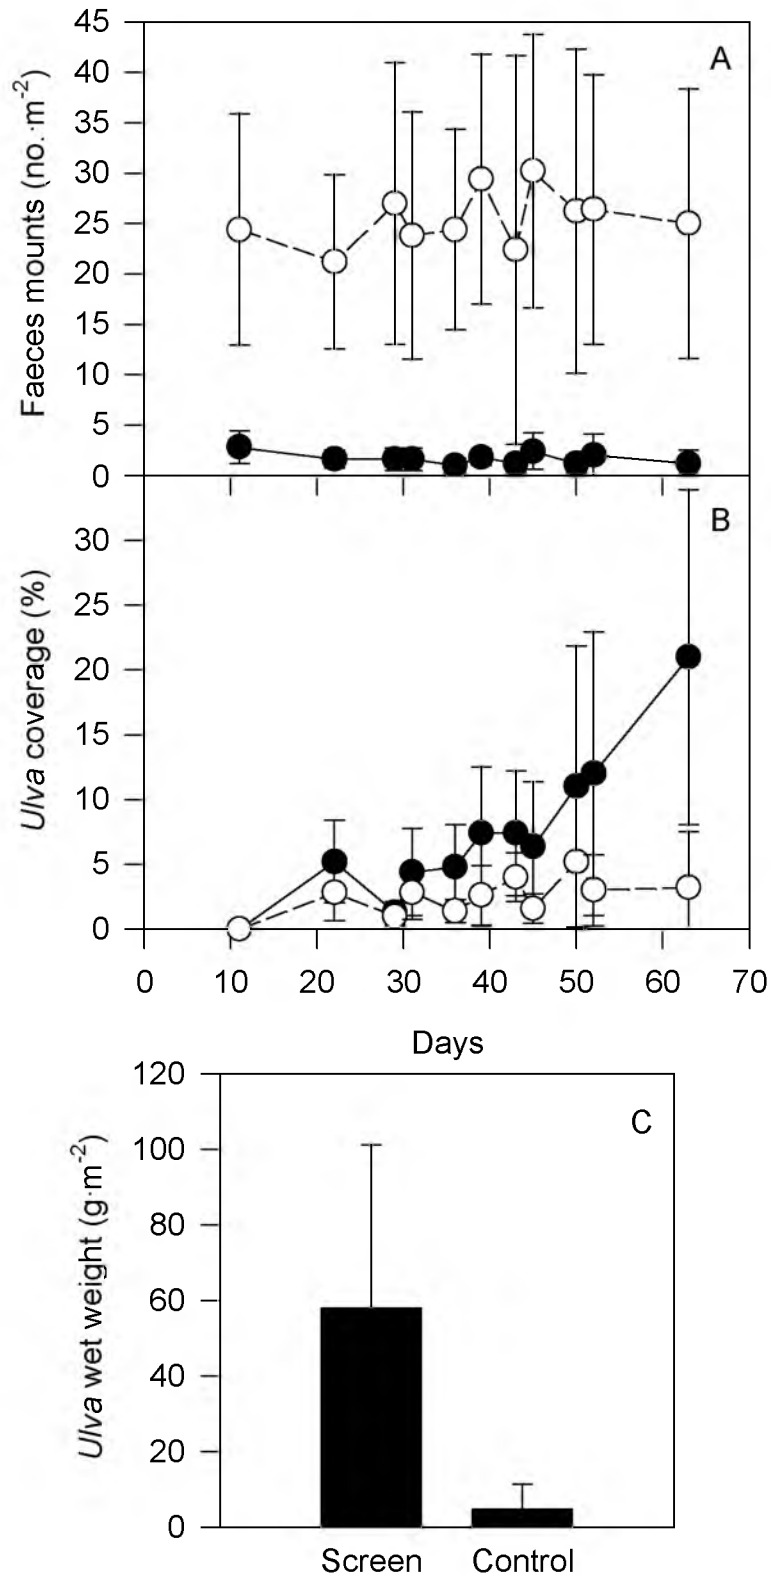 A
Faeces mounts (no.·m-2)
45
40
35
30
25
20
15
10
5
0
B
Ulva coverage (%)
30
25
20
15
10
5
0
0 10 20 30 40 50 60 70
Days
C
Ulva wet weight (g·m-2)
120
100
80
60
40
20
0
Screen Control